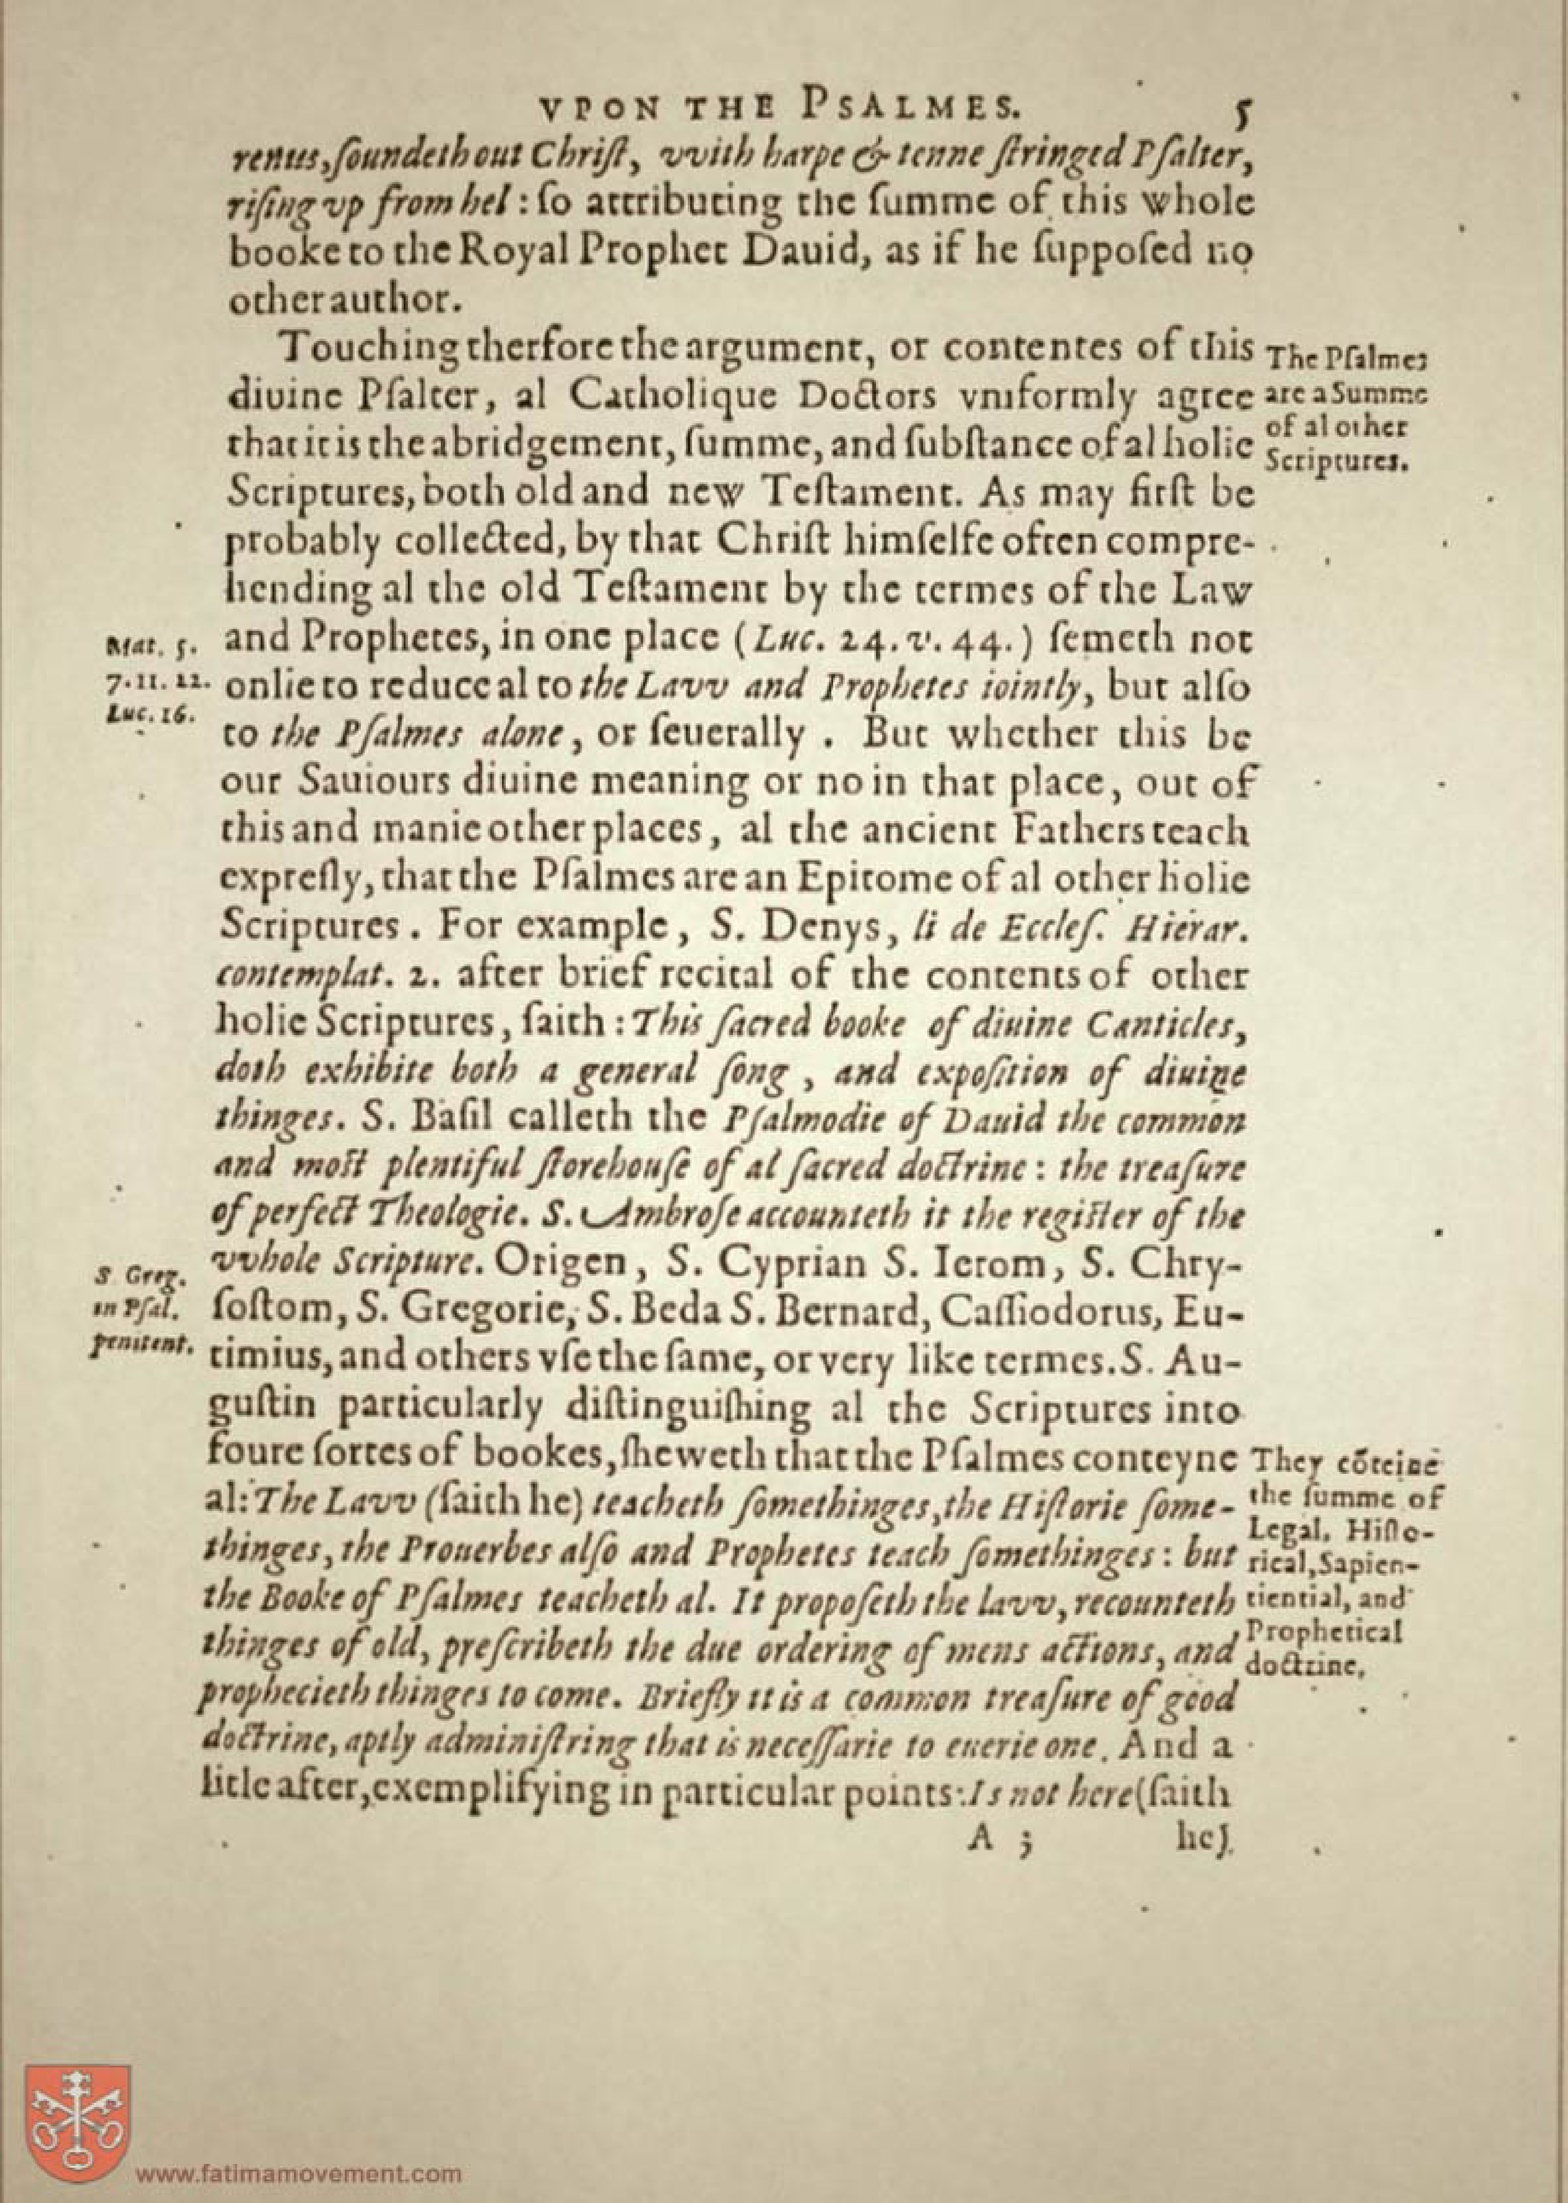 VPON THE PSALMES. 5
renus, ſoundeth out Chriſt, vvith harpe & tenne ſtringed Pſalter,
riſing vp from hel : ſo attributing the ſumme of this whole
booke to the Royal Prophet Dauid, as if he ſuppoſed no
other author.
Touching therfore the argument, or contentes of this
diuine Pſalter, al Catholique Doctors vniformly agree
that it is the abridgement, ſumme, and ſubſtance of al holie
Scriptures, both old and new Teſtament. As may firſt be
probably collected, by that Chriſt himſelfe often compre-
hending al the old Teſtament by the termes of the Law
and Prophetes, in one place (Luc. 24. v. 44.) ſemeth not
onlie to reduce al to the Lavv and Prophetes iointly, but alſo
to the Pſalmes alone, or ſeuerally . But whether this be
our Sauiours diuine meaning or no in that place, out of
this and manie other places, al the ancient Fathers teach
expreſly, that the Pſalmes are an Epitome of al other holie
Scriptures . For example, S. Denys, li de Eccleſ. Hierar.
contemplat. 2. after brief recital of the contents of other
holie Scriptures, ſaith : This ſacred booke of diuine Canticles,
doth exhibite both a general ſong , and expoſition of diuine
thinges. S. Baſil calleth the Pſalmodie of Dauid the common
and moſt plentiful ſtorehouſe of al ſacred doctrine : the treaſure
of perfect Theologie. S. Ambroſe accounteth it the regiſter of the
vvhole Scripture. Origen, S. Cyprian S. Ierom, S. Chry-
ſoſtom, S. Gregorie, S. Beda S. Bernard, Caſſiodorus, Eu-
timius, and others vſe the ſame, or very like termes. S. Au-
guſtin particularly diſtinguiſhing al the Scriptures into
foure ſortes of bookes, ſheweth that the Pſalmes conteyne
al: The Lavv (ſaith he) teacheth ſomethinges, the Hiſtorie ſome-
thinges, the Prouerbes alſo and Prophetes teach ſomethinges : but
the Booke of Pſalmes teacheth al. It propoſeth the lavv, recounteth
thinges of old, preſcribeth the due ordering of mens actions, and
prophecieth thinges to come. Briefly it is a common treaſure of good
doctrine, aptly adminiſtring that is neceſſarie to euerie one. And a
litle after, exemplifying in particular points: Is not here (ſaith
A 3 he).
The Pſalmes
are a Summe
of al other
Scriptures.
Mat. 5.
7. 11. 22.
Luc. 16.
S Greg.
in Pſal.
penitent.
They cõteinē
the ſumme of
Legal, Hiſto-
rical, Sapien-
tiential, and
Prophetical
doctrine.
www.fatimamovement.com